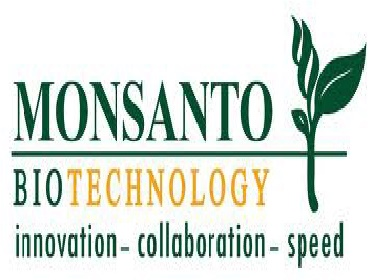 MONSANTO
BIOTECHNOLOGY
innovation - collaboration - speed